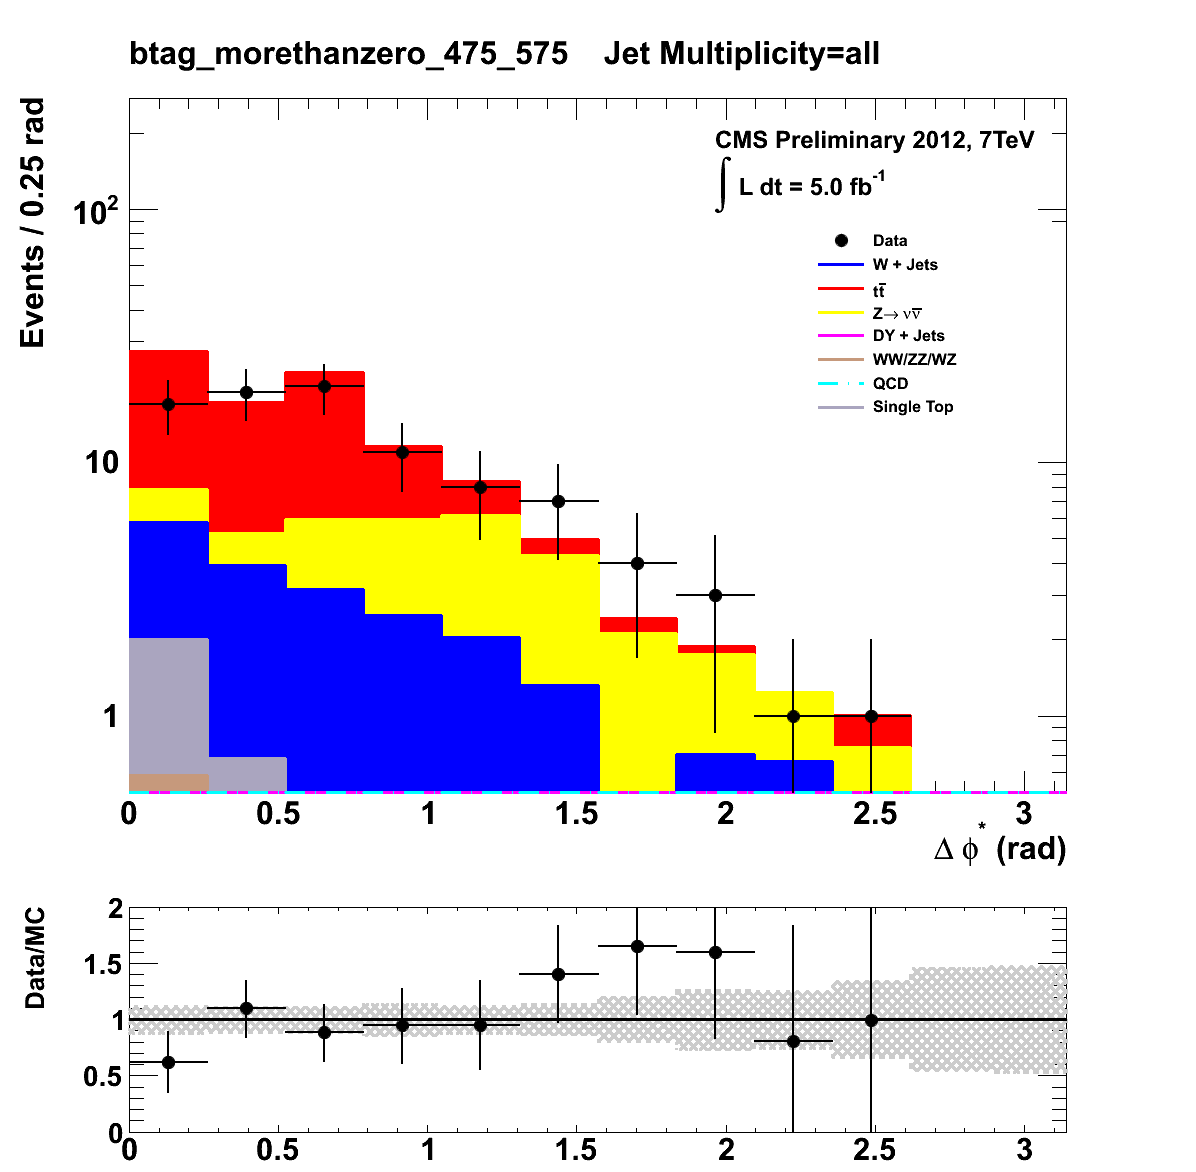 btag_morethanzero_475_575 Jet Multiplicity=all
Events / 0.25 rad
CMS Preliminary 2012, 7TeV
∫ L dt = 5.0 fb⁻¹
Data
W + Jets
tt̅
Z→ νν̅
DY + Jets
WW/ZZ/WZ
QCD
Single Top
10²
10
1
0 0.5 1 1.5 2 2.5 3
Δ ϕ* (rad)
Data/MC
2
1.5
1
0.5
0
0 0.5 1 1.5 2 2.5 3